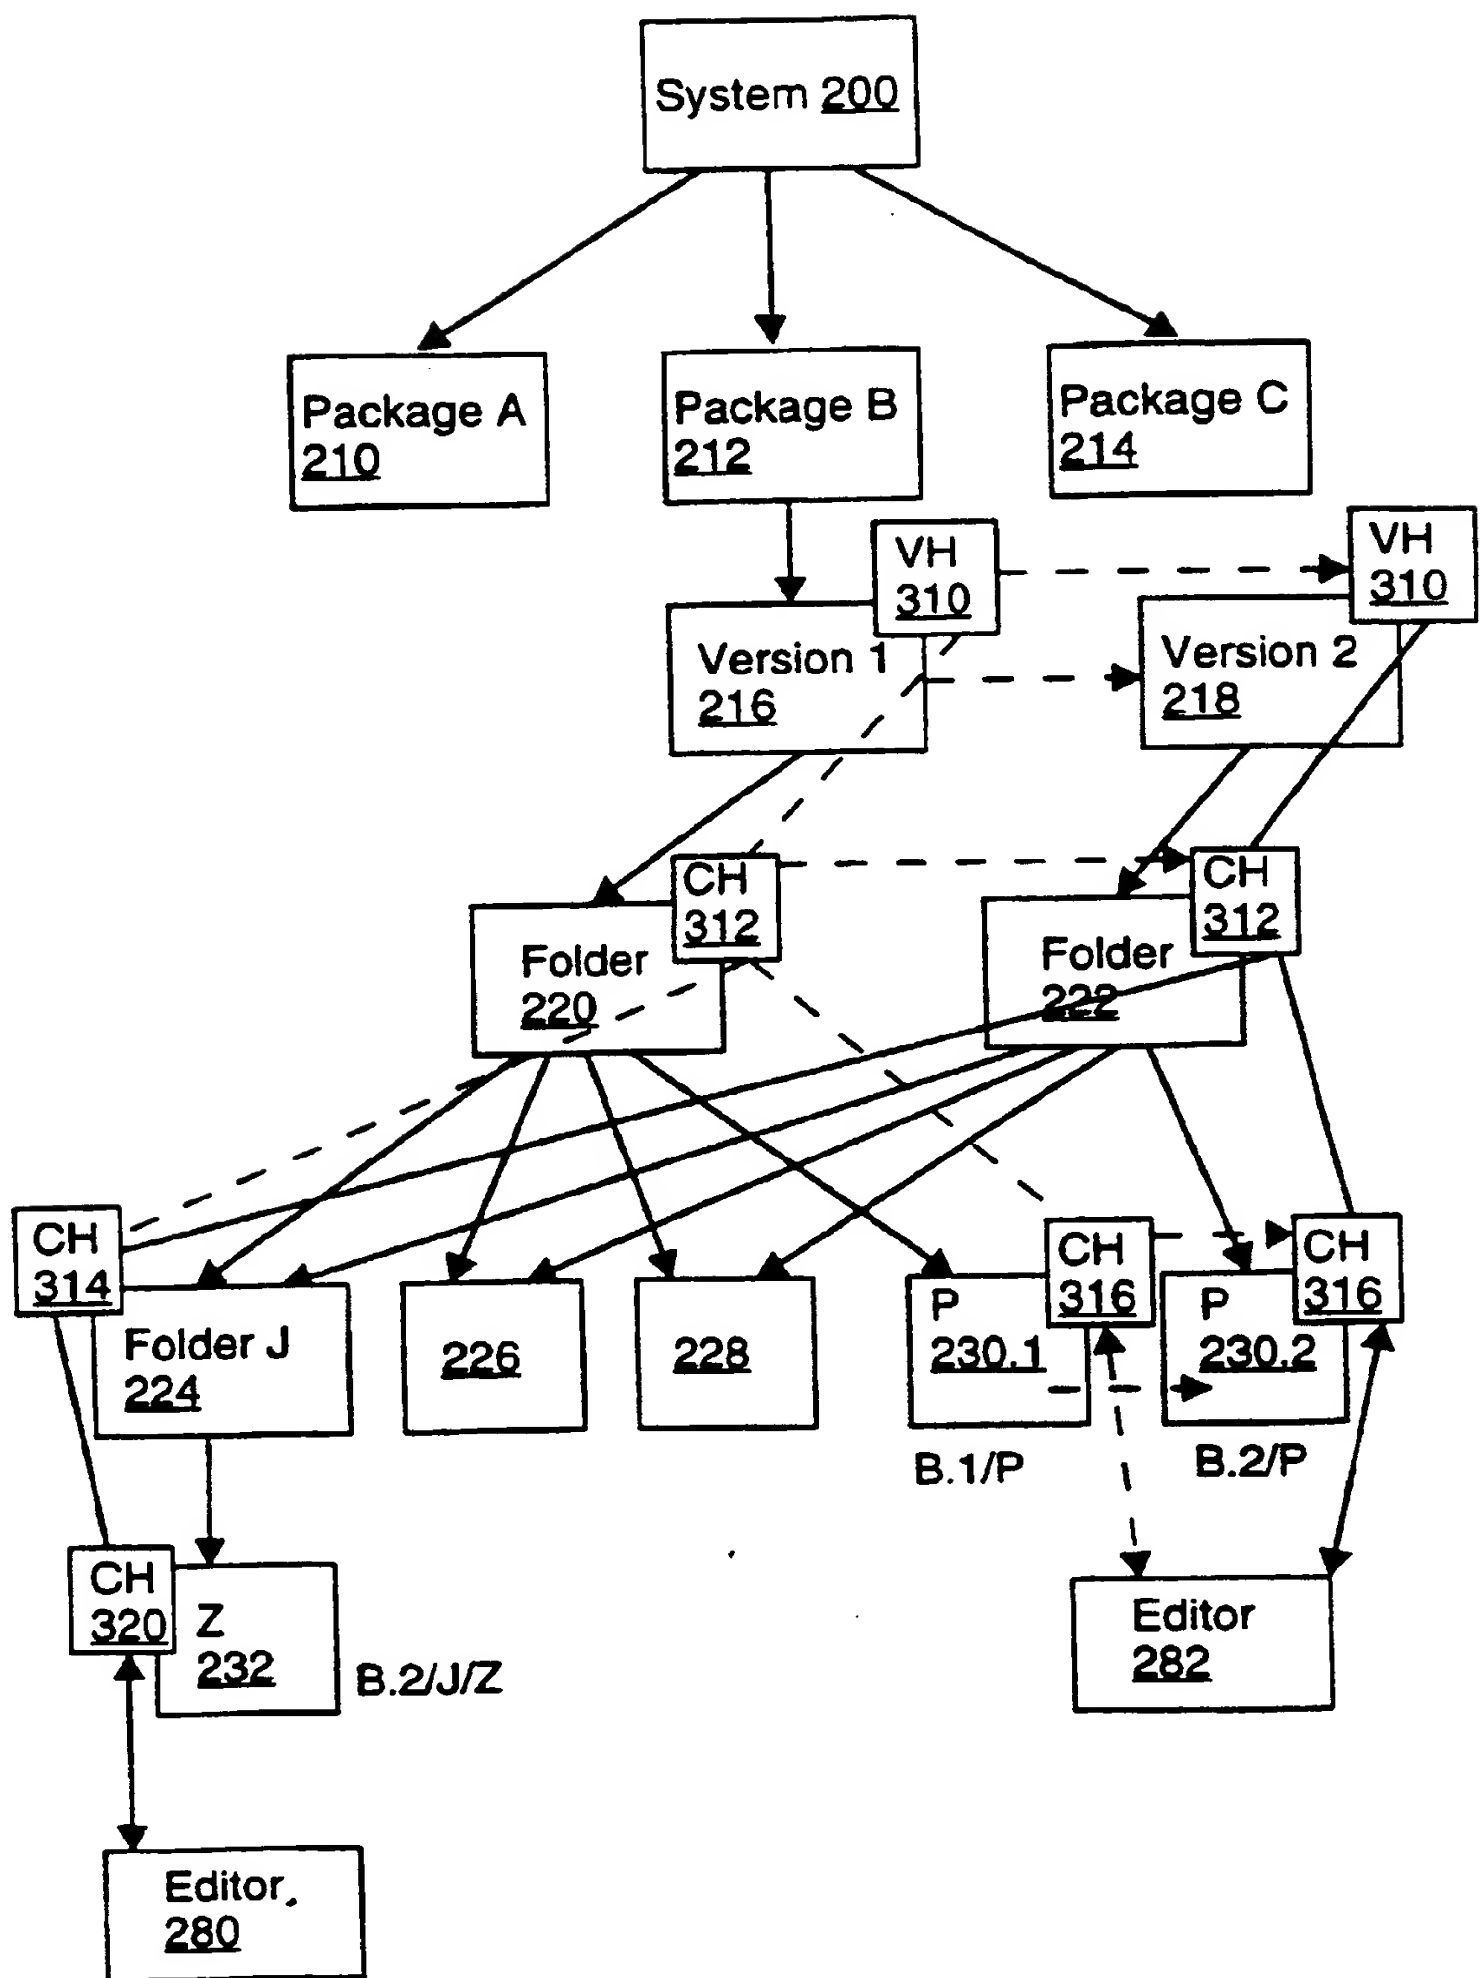 System 200
Package A
210
Package B
212
Package C
214
VH
310
VH
310
Version 1
216
Version 2
218
CH
312
CH
312
Folder
220
Folder
222
CH
314
Folder J
224
226
228
CH
316
P
230.1
CH
316
P
230.2
B.1/P
B.2/P
CH
320
Z
232
B.2/J/Z
Editor
282
Editor
280